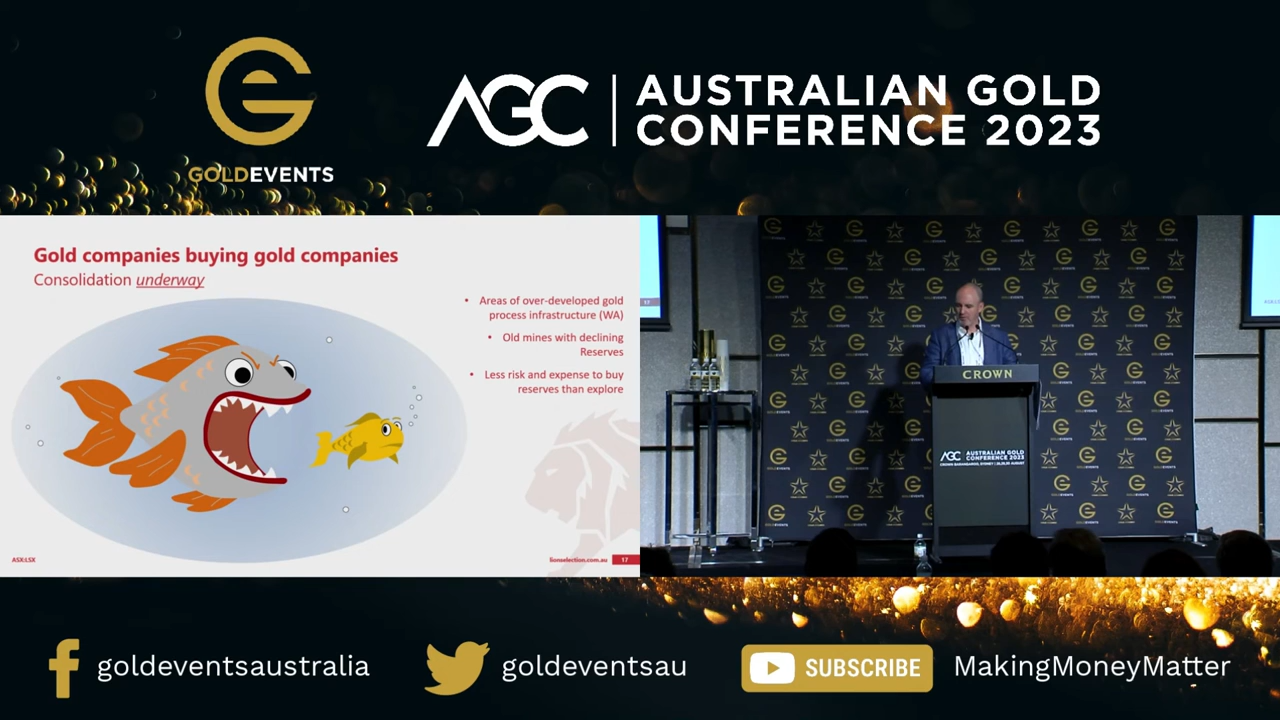 GOLDEVENTS
AGC
AUSTRALIAN GOLD
CONFERENCE 2023
Gold companies buying gold companies
Consolidation underway
• Areas of over-developed gold
process infrastructure (WA)
• Old mines with declining
Reserves
• Less risk and expense to buy
reserves than explore
ASX:LSX
lionselection.com.au
17
CROWN
AGC
AUSTRALIAN GOLD
CONFERENCE 2023
goldeventsaustralia
goldeventsau
SUBSCRIBE
MakingMoneyMatter